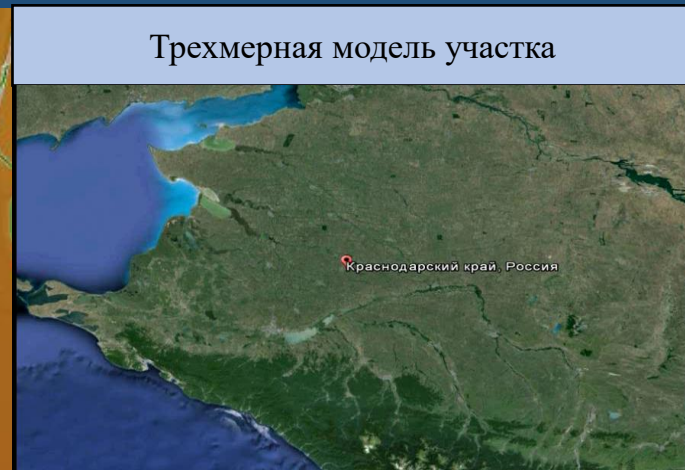 Трехмерная модель участка
Краснодарский край, Россия